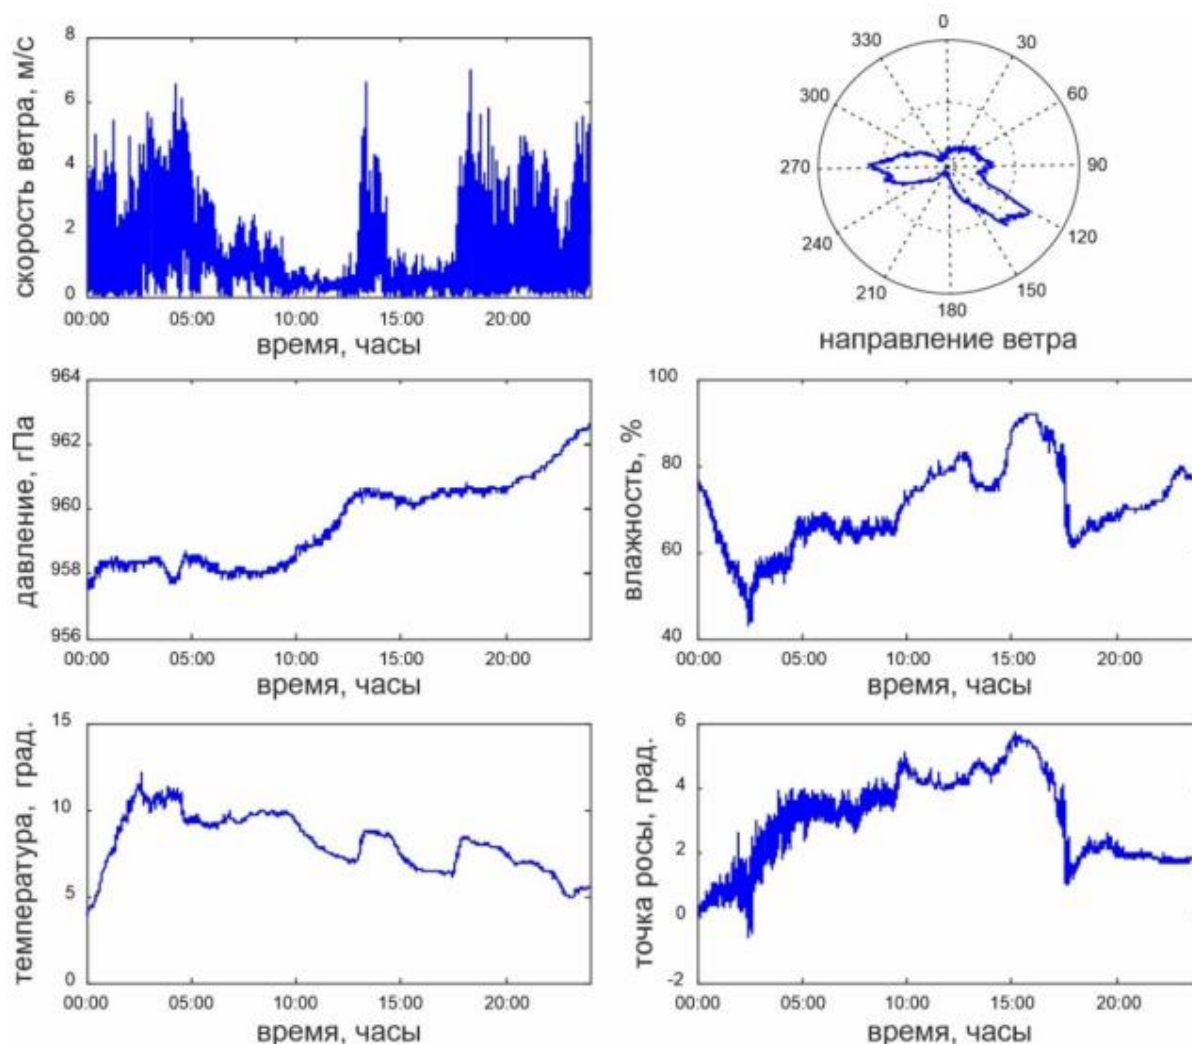 скорость ветра, м/с
8
6
4
2
0
00:00 05:00 10:00 15:00 20:00
время, часы
0
30
60
90
120
150
180
210
240
270
300
330
направление ветра
давление, гПа
964
962
960
958
956
00:00 05:00 10:00 15:00 20:00
время, часы
влажность, %
100
80
60
40
00:00 05:00 10:00 15:00 20:00
время, часы
температура, град.
15
10
5
0
00:00 05:00 10:00 15:00 20:00
время, часы
точка росы, град.
6
4
2
0
-2
00:00 05:00 10:00 15:00 20:00
время, часы